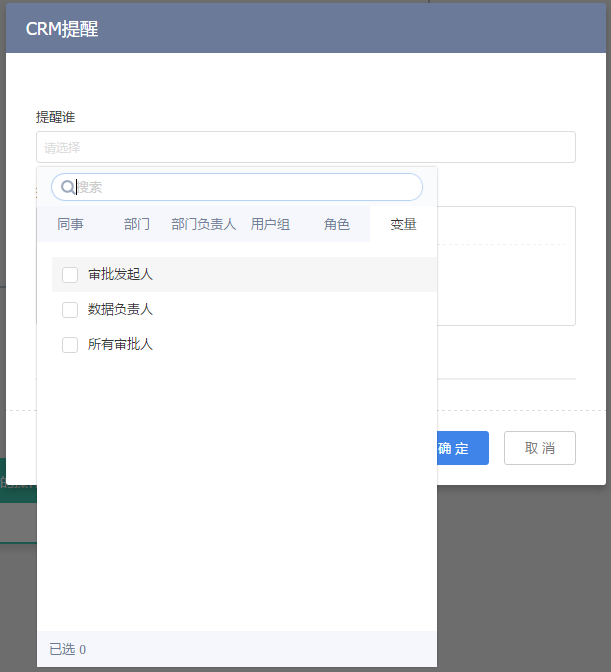 CRM提醒
提醒谁
请选择
搜索
同事 部门 部门负责人 用户组 角色 变量
审批发起人
数据负责人
所有审批人
确 定 取 消
已选 0